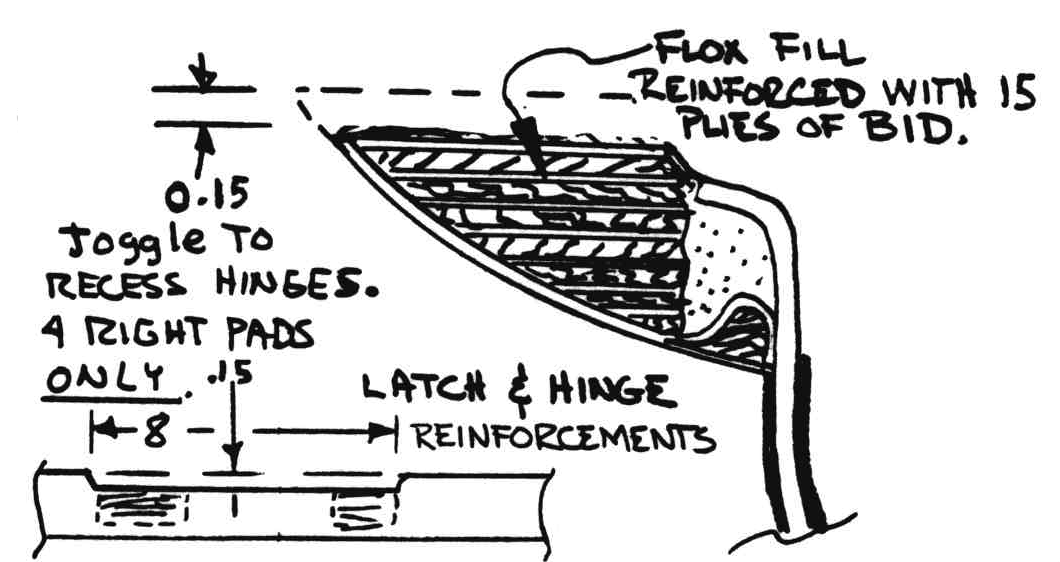 FLOX FILL
REINFORCED WITH 15
PLIES OF BID.
0.15
Joggle TO
RECESS HINGES.
4 RIGHT PADS
ONLY.
.15
LATCH & HINGE
REINFORCEMENTS
8